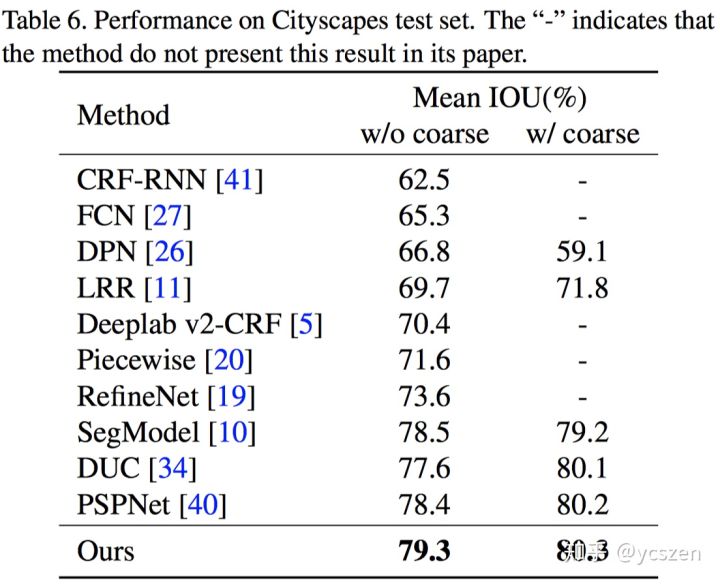 Table 6. Performance on Cityscapes test set. The “-” indicates that
the method do not present this result in its paper.
Method Mean IOU(%)
w/o coarse w/ coarse
CRF-RNN [41] 62.5 -
FCN [27] 65.3 -
DPN [26] 66.8 59.1
LRR [11] 69.7 71.8
Deeplab v2-CRF [5] 70.4 -
Piecewise [20] 71.6 -
RefineNet [19] 73.6 -
SegModel [10] 78.5 79.2
DUC [34] 77.6 80.1
PSPNet [40] 78.4 80.2
Ours 79.3 80.3
知乎 @ycszen